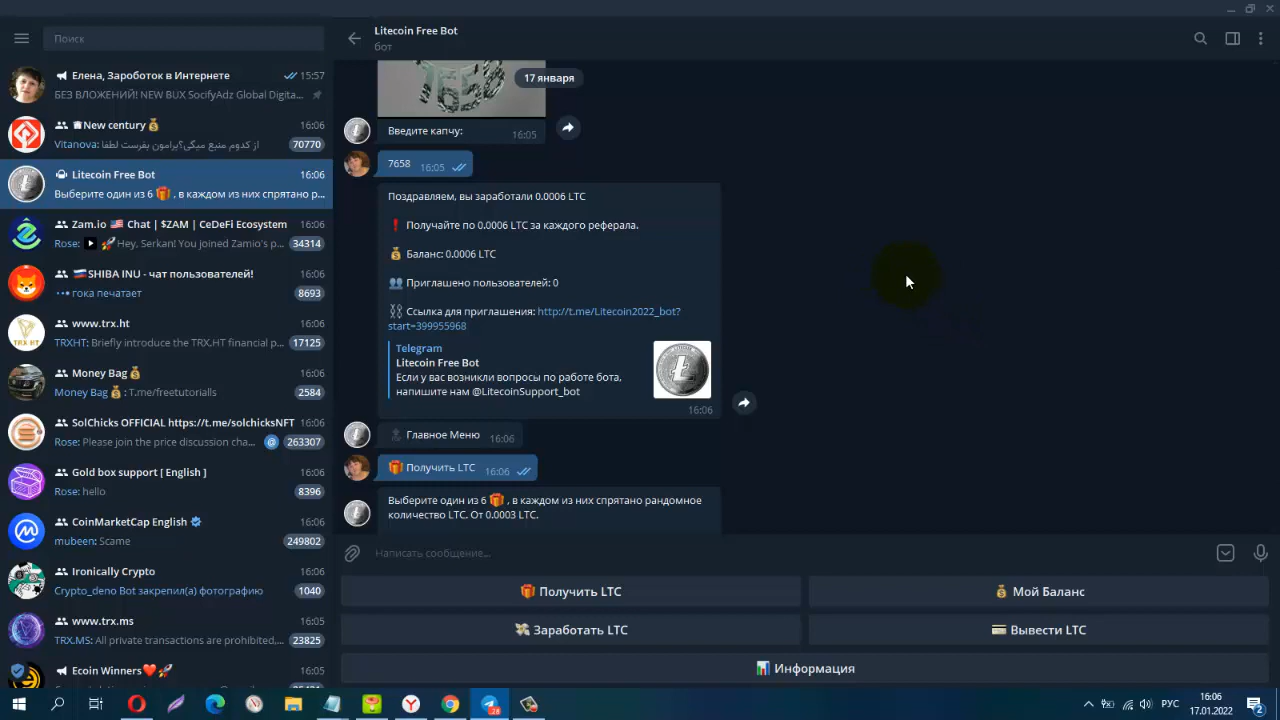 Поиск
Litecoin Free Bot
бот
Елена, Зароботок в Интернете
15:57
БЕЗ ВЛОЖЕНИЙ! NEW BUX SocifyAdz Global Digita...
New century
16:06
Vitanova: از کدوم منبع میگی؟پرامون بفرست لطفا
70770
Litecoin Free Bot
16:06
Выберите один из 6 🎁 , в каждом из них спрятано р...
Zam.io 🇺🇸 Chat | $ZAM | CeDeFi Ecosystem
16:06
Rose: ▶ 🚀Hey, Serkan! You joined Zamio's p...
34314
🇷🇺SHIBA INU - чат пользователей!
16:06
гока печатает
8693
www.trx.ht
16:06
TRXHT: Briefly introduce the TRX.HT financial p...
17125
Money Bag💰
16:06
Money Bag💰: T.me/freetutorialls
2584
SolChicks OFFICIAL https://t.me/solchicksNFT
16:06
Rose: Please join the price discussion cha...
@ 263307
Gold box support [ English ]
16:06
Rose: hello
8396
CoinMarketCap English
16:06
mubeen: Scame
249802
Ironically Crypto
16:06
Crypto_deno Bot закрепил(а) фотографию
1040
www.trx.ms
16:05
TRX.MS: All private transactions are prohibited,...
23825
Ecoin Winners❤🚀
16:05
7658
17 января
Введите капчу:
16:05
7658
16:05
Поздравляем, вы заработали 0.0006 LTC
❗ Получайте по 0.0006 LTC за каждого реферала.
💰 Баланс: 0.0006 LTC
👥 Приглашено пользователей: 0
⛓ Ссылка для приглашения: http://t.me/Litecoin2022_bot?
start=399955968
Telegram
Litecoin Free Bot
Если у вас возникли вопросы по работе бота,
напишите нам @LitecoinSupport_bot
16:06
Главное Меню
16:06
🎁 Получить LTC
16:06
Выберите один из 6 🎁 , в каждом из них спрятано рандомное
количество LTC. От 0.0003 LTC.
Написать сообщение...
🎁 Получить LTC
💰 Мой Баланс
💸 Заработать LTC
💳 Вывести LTC
📊 Информация
РУС
16:06
17.01.2022
28
2